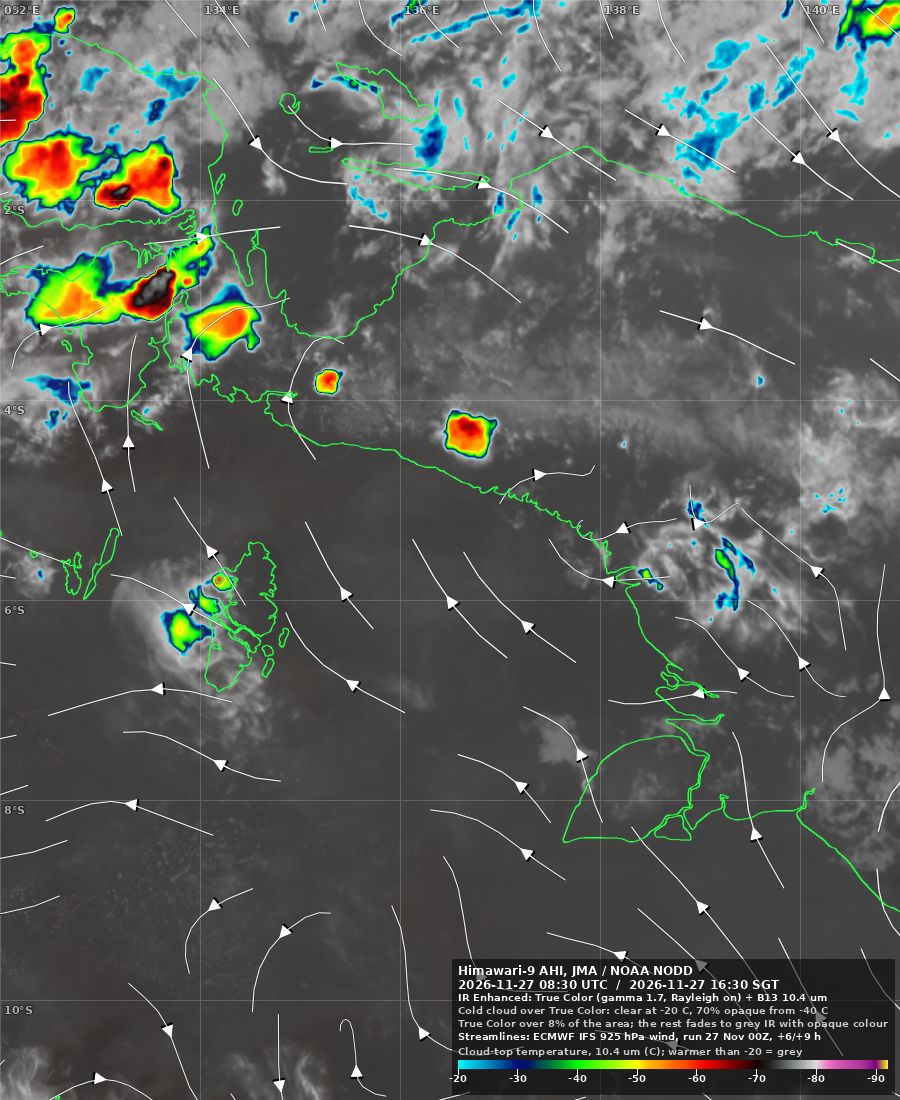 0°
132°E
134°E
136°E
138°E
140°E
2°S
4°S
6°S
8°S
10°S
Himawari-9 AHI, JMA / NOAA NODD
2026-11-27 08:30 UTC / 2026-11-27 16:30 SGT
IR Enhanced: True Color (gamma 1.7, Rayleigh on) + B13 10.4 um
Cold cloud over True Color: clear at -20 C, 70% opaque from -40 C
True Color over 8% of the area; the rest fades to grey IR with opaque colour
Streamlines: ECMWF IFS 925 hPa wind, run 27 Nov 00Z, +6/+9 h
Cloud top temperature, 10.4 um (C); warmer than -20 = grey
-20 -30 -40 -50 -60 -70 -80 -90